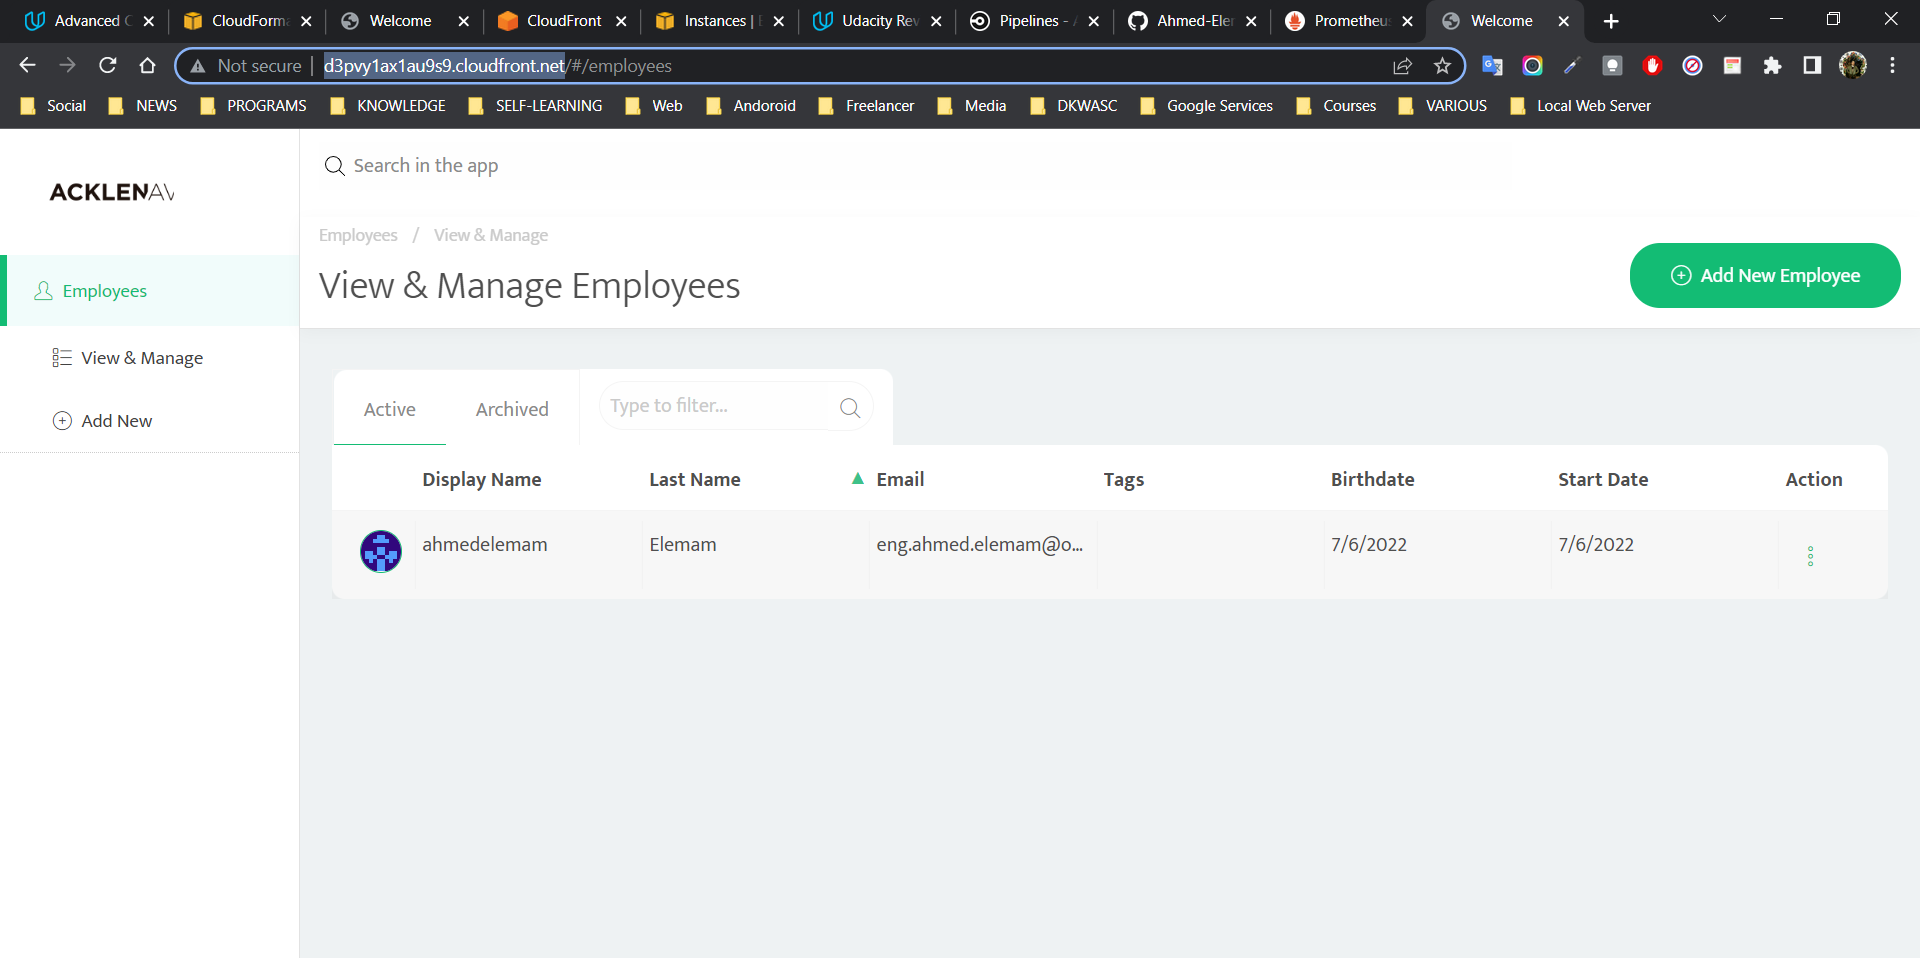 Advanced C
CloudForma
Welcome
CloudFront
Instances | E
Udacity Rev
Pipelines - A
Ahmed-Eler
Prometheus
Welcome
Not secure
d3pvy1ax1au9s9.cloudfront.net/#/employees
Social
NEWS
PROGRAMS
KNOWLEDGE
SELF-LEARNING
Web
Andoroid
Freelancer
Media
DKWASC
Google Services
Courses
VARIOUS
Local Web Server
ACKLENAV
Search in the app
Employees / View & Manage
View & Manage Employees
Add New Employee
Employees
View & Manage
Add New
Active
Archived
Type to filter...
Display Name
Last Name
Email
Tags
Birthdate
Start Date
Action
ahmedelemam
Elemam
eng.ahmed.elemam@o...
7/6/2022
7/6/2022